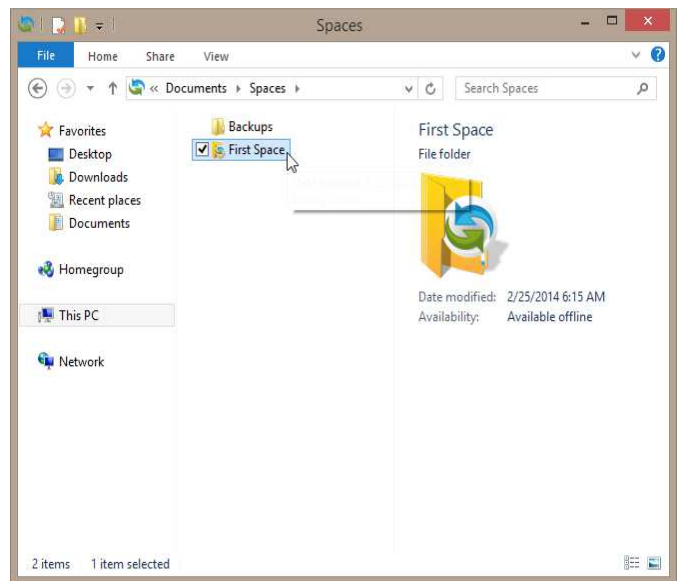 Spaces
File Home Share View
« Documents Spaces Search Spaces
Favorites
Desktop
Downloads
Recent places
Documents
Homegroup
This PC
Network
Backups
First Space
First Space
File folder
Date modified: 2/25/2014 6:15 AM
Availability: Available offline
2 items 1 item selected